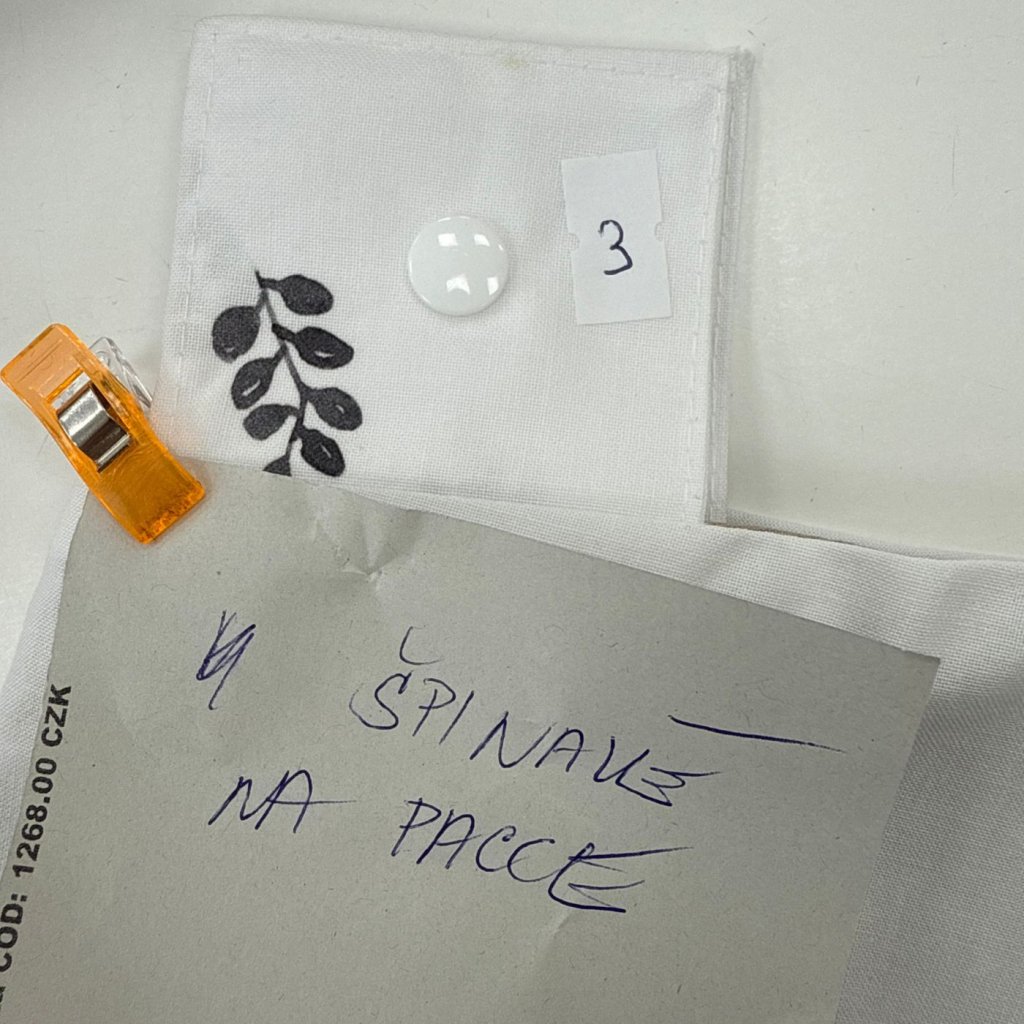 3
ŠPINAVÉ
NA PACCE
COD: 1268.00 CZK